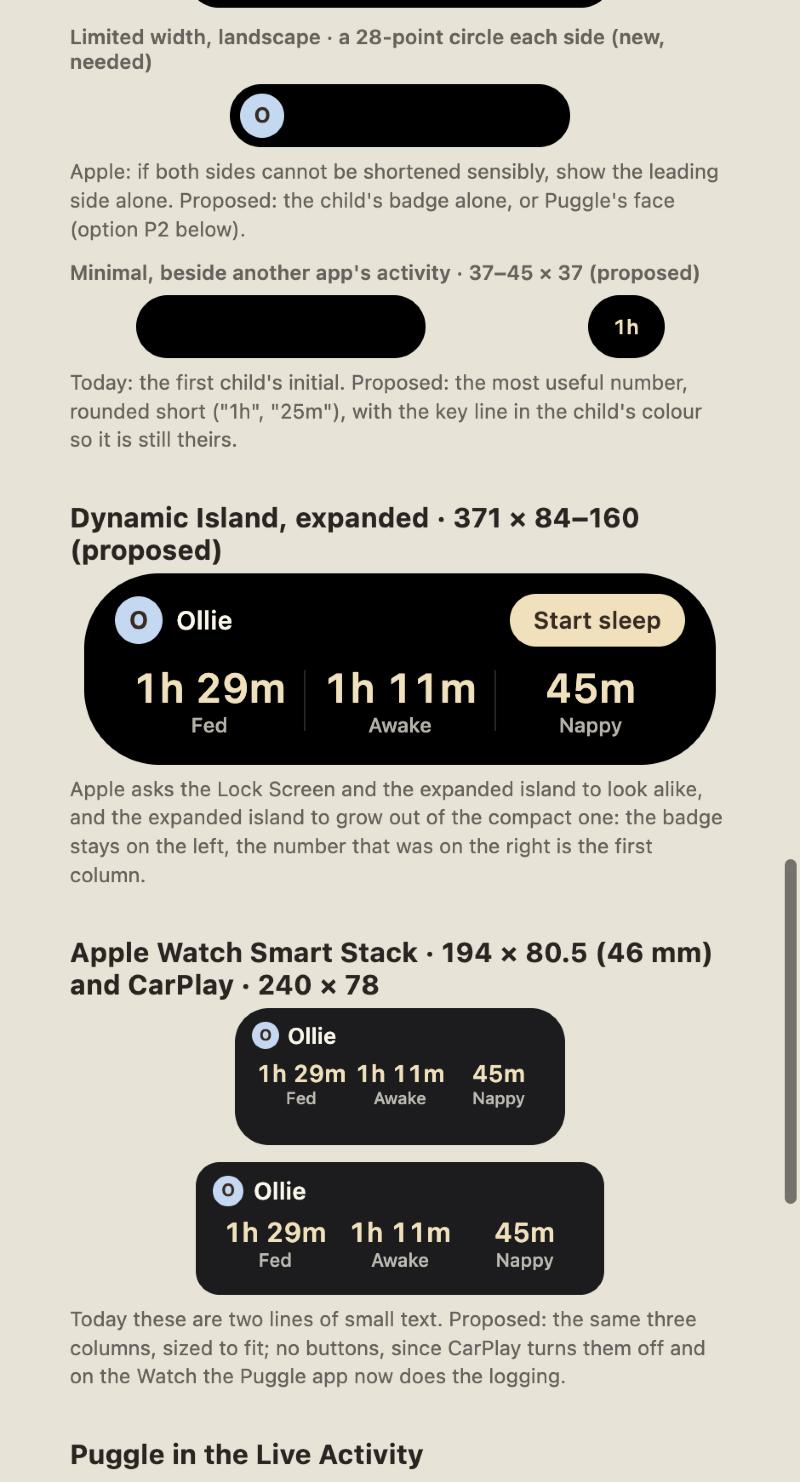 Limited width, landscape · a 28-point circle each side (new,
needed)
O
Apple: if both sides cannot be shortened sensibly, show the leading
side alone. Proposed: the child's badge alone, or Puggle's face
(option P2 below).
Minimal, beside another app's activity · 37–45 × 37 (proposed)
1h
Today: the first child's initial. Proposed: the most useful number,
rounded short ("1h", "25m"), with the key line in the child's colour
so it is still theirs.
Dynamic Island, expanded · 371 × 84–160
(proposed)
O Ollie Start sleep
1h 29m 1h 11m 45m
Fed Awake Nappy
Apple asks the Lock Screen and the expanded island to look alike,
and the expanded island to grow out of the compact one: the badge
stays on the left, the number that was on the right is the first
column.
Apple Watch Smart Stack · 194 × 80.5 (46 mm)
and CarPlay · 240 × 78
O Ollie
1h 29m 1h 11m 45m
Fed Awake Nappy
O Ollie
1h 29m 1h 11m 45m
Fed Awake Nappy
Today these are two lines of small text. Proposed: the same three
columns, sized to fit; no buttons, since CarPlay turns them off and
on the Watch the Puggle app now does the logging.
Puggle in the Live Activity